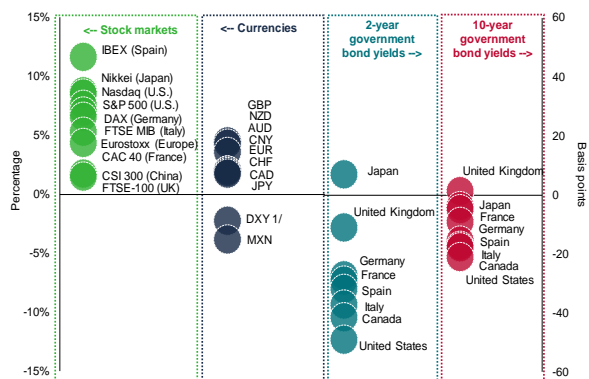 15%
10%
5%
0%
-5%
-10%
-15%
Percentage
<-- Stock markets
IBEX (Spain)
Nikkei (Japan)
Nasdaq (U.S.)
S&P 500 (U.S.)
DAX (Germany)
FTSE MIB (Italy)
Eurostoxx (Europe)
CAC 40 (France)
CSI 300 (China)
FTSE-100 (UK)
<-- Currencies
GBP
NZD
AUD
CNY
EUR
CHF
CAD
JPY
DXY 1/
MXN
2-year
government
bond yields -->
Japan
United Kingdom
Germany
France
Spain
Italy
Canada
United States
10-year
government
bond yields -->
United Kingdom
Japan
France
Germany
Spain
Italy
Canada
United States
60
40
20
0
-20
-40
-60
Basis points